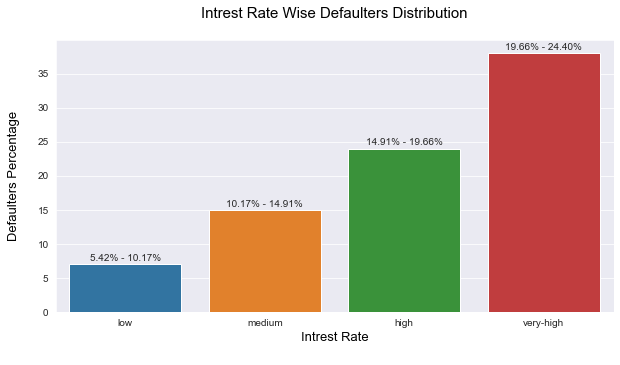 Intrest Rate Wise Defaulters Distribution
Defaulters Percentage
35
30
25
20
15
10
5
0
5.42% - 10.17%
10.17% - 14.91%
14.91% - 19.66%
19.66% - 24.40%
low
medium
high
very-high
Intrest Rate